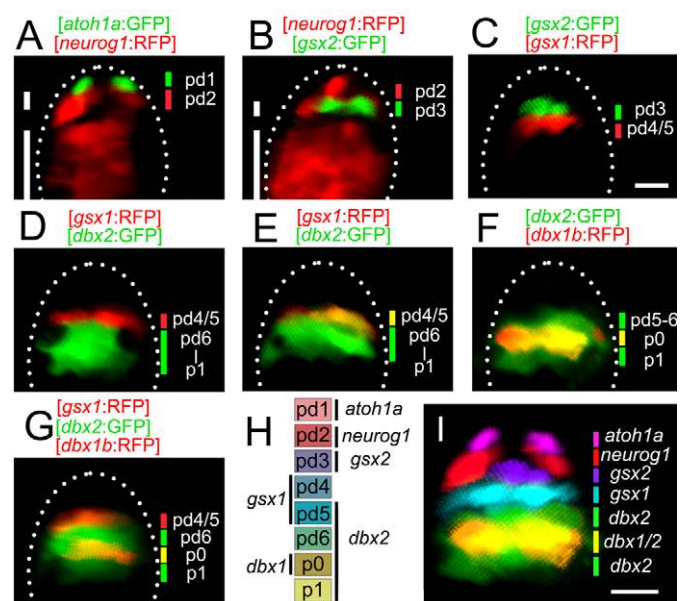 A
[atoh1a:GFP]
[neurog1:RFP]
pd1
pd2
B
[neurog1:RFP]
[gsx2:GFP]
pd2
pd3
C
[gsx2:GFP]
[gsx1:RFP]
pd3
pd4/5
D
[gsx1:RFP]
[dbx2:GFP]
pd4/5
pd6
|
p1
E
[gsx1:RFP]
[dbx2:GFP]
pd4/5
pd6
|
p1
F
[dbx2:GFP]
[dbx1b:RFP]
pd5-6
p0
p1
G
[gsx1:RFP]
[dbx2:GFP]
[dbx1b:RFP]
pd4/5
pd6
p0
p1
H
pd1 atoh1a
pd2 neurog1
pd3 gsx2
pd4
gsx1
pd5
pd6 dbx2
dbx1 p0
p1
I
atoh1a
neurog1
gsx2
gsx1
dbx2
dbx1/2
dbx2